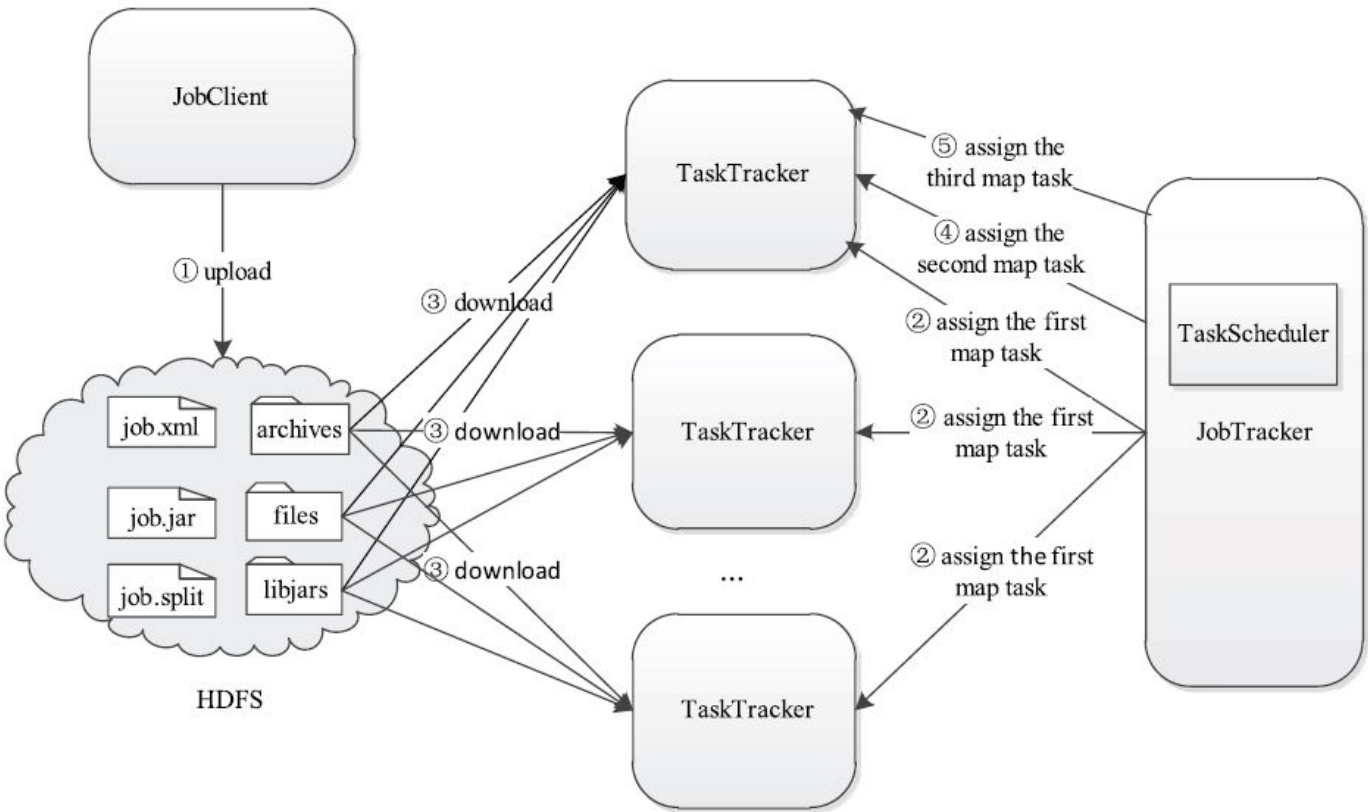 JobClient
① upload
job.xml
archives
job.jar
files
job.split
libjars
HDFS
③ download
③ download
③ download
TaskTracker
TaskTracker
...
TaskTracker
⑤ assign the
third map task
④ assign the
second map task
② assign the first
map task
② assign the first
map task
② assign the first
map task
TaskScheduler
JobTracker